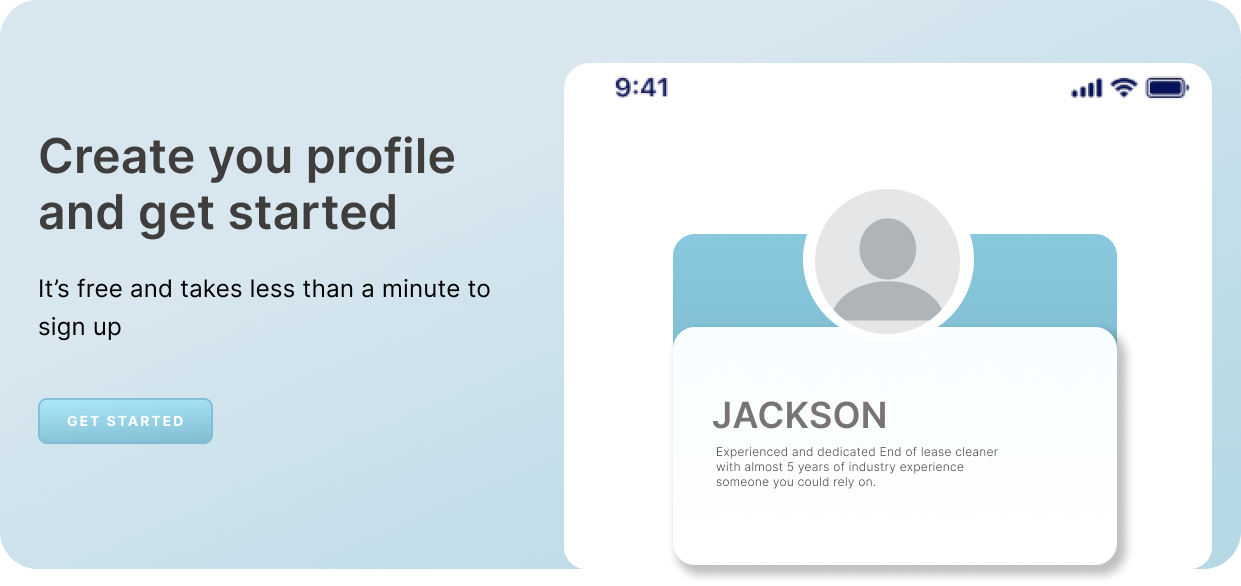 Create you profile
and get started
It’s free and takes less than a minute to
sign up
GET STARTED
9:41
JACKSON
Experienced and dedicated End of lease cleaner
with almost 5 years of industry experience
someone you could rely on.